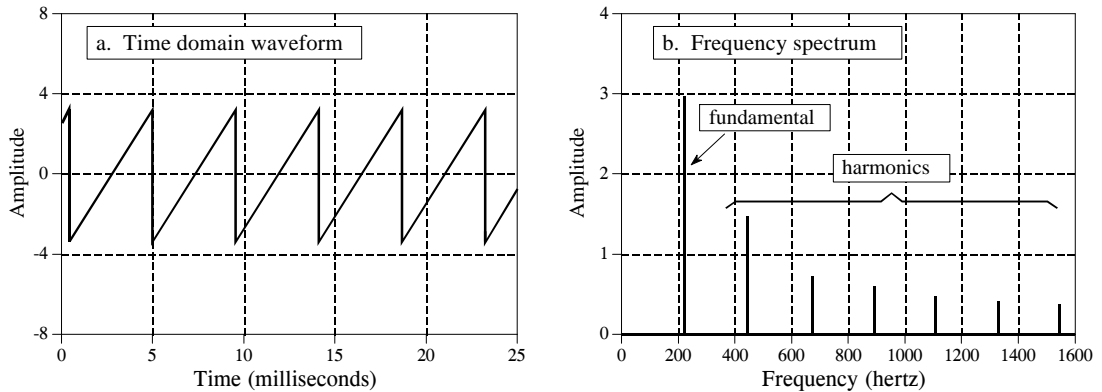 a. Time domain waveform
Amplitude
8
4
0
-4
-8
0 5 10 15 20 25
Time (milliseconds)
b. Frequency spectrum
fundamental
harmonics
Amplitude
4
3
2
1
0
0 200 400 600 800 1000 1200 1400 1600
Frequency (hertz)